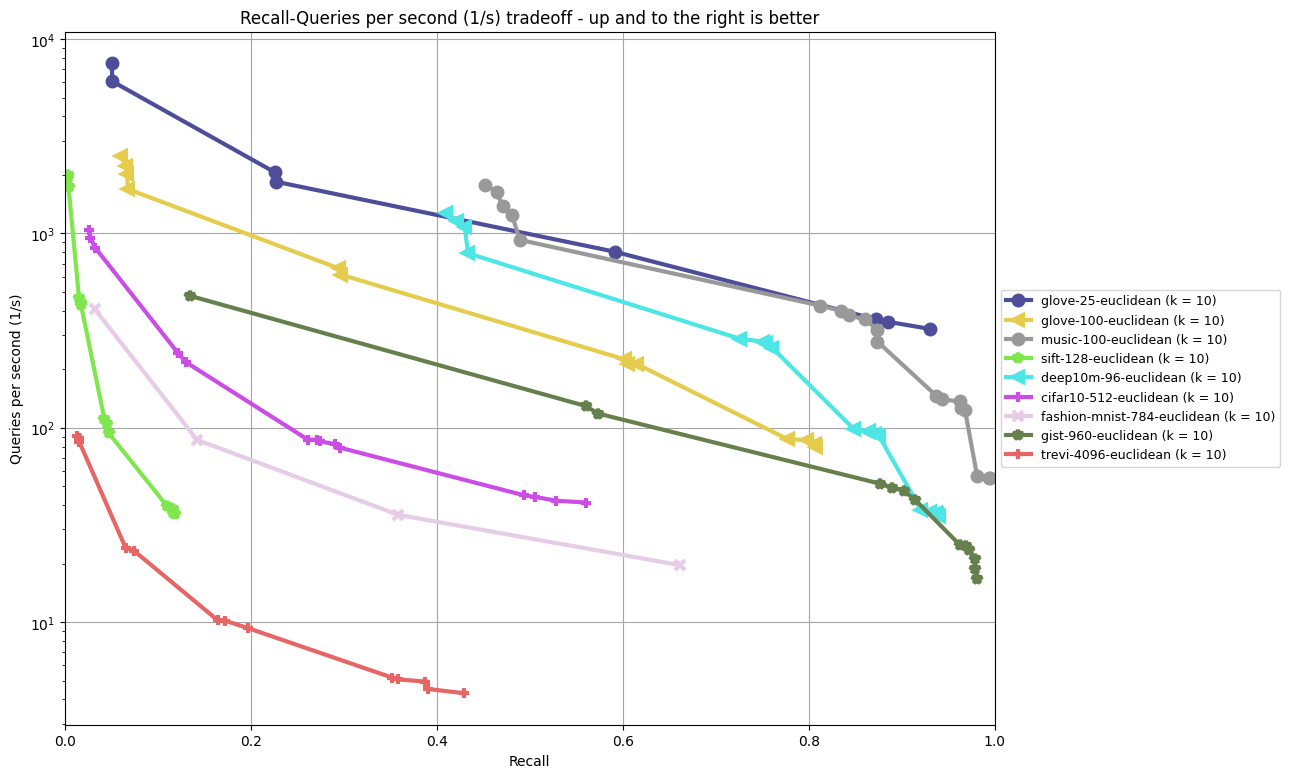 Recall-Queries per second (1/s) tradeoff - up and to the right is better
10^4
10^3
10^2
10^1
Queries per second (1/s)
0.0 0.2 0.4 0.6 0.8 1.0
Recall
glove-25-euclidean (k = 10)
glove-100-euclidean (k = 10)
music-100-euclidean (k = 10)
sift-128-euclidean (k = 10)
deep10m-96-euclidean (k = 10)
cifar10-512-euclidean (k = 10)
fashion-mnist-784-euclidean (k = 10)
gist-960-euclidean (k = 10)
trevi-4096-euclidean (k = 10)